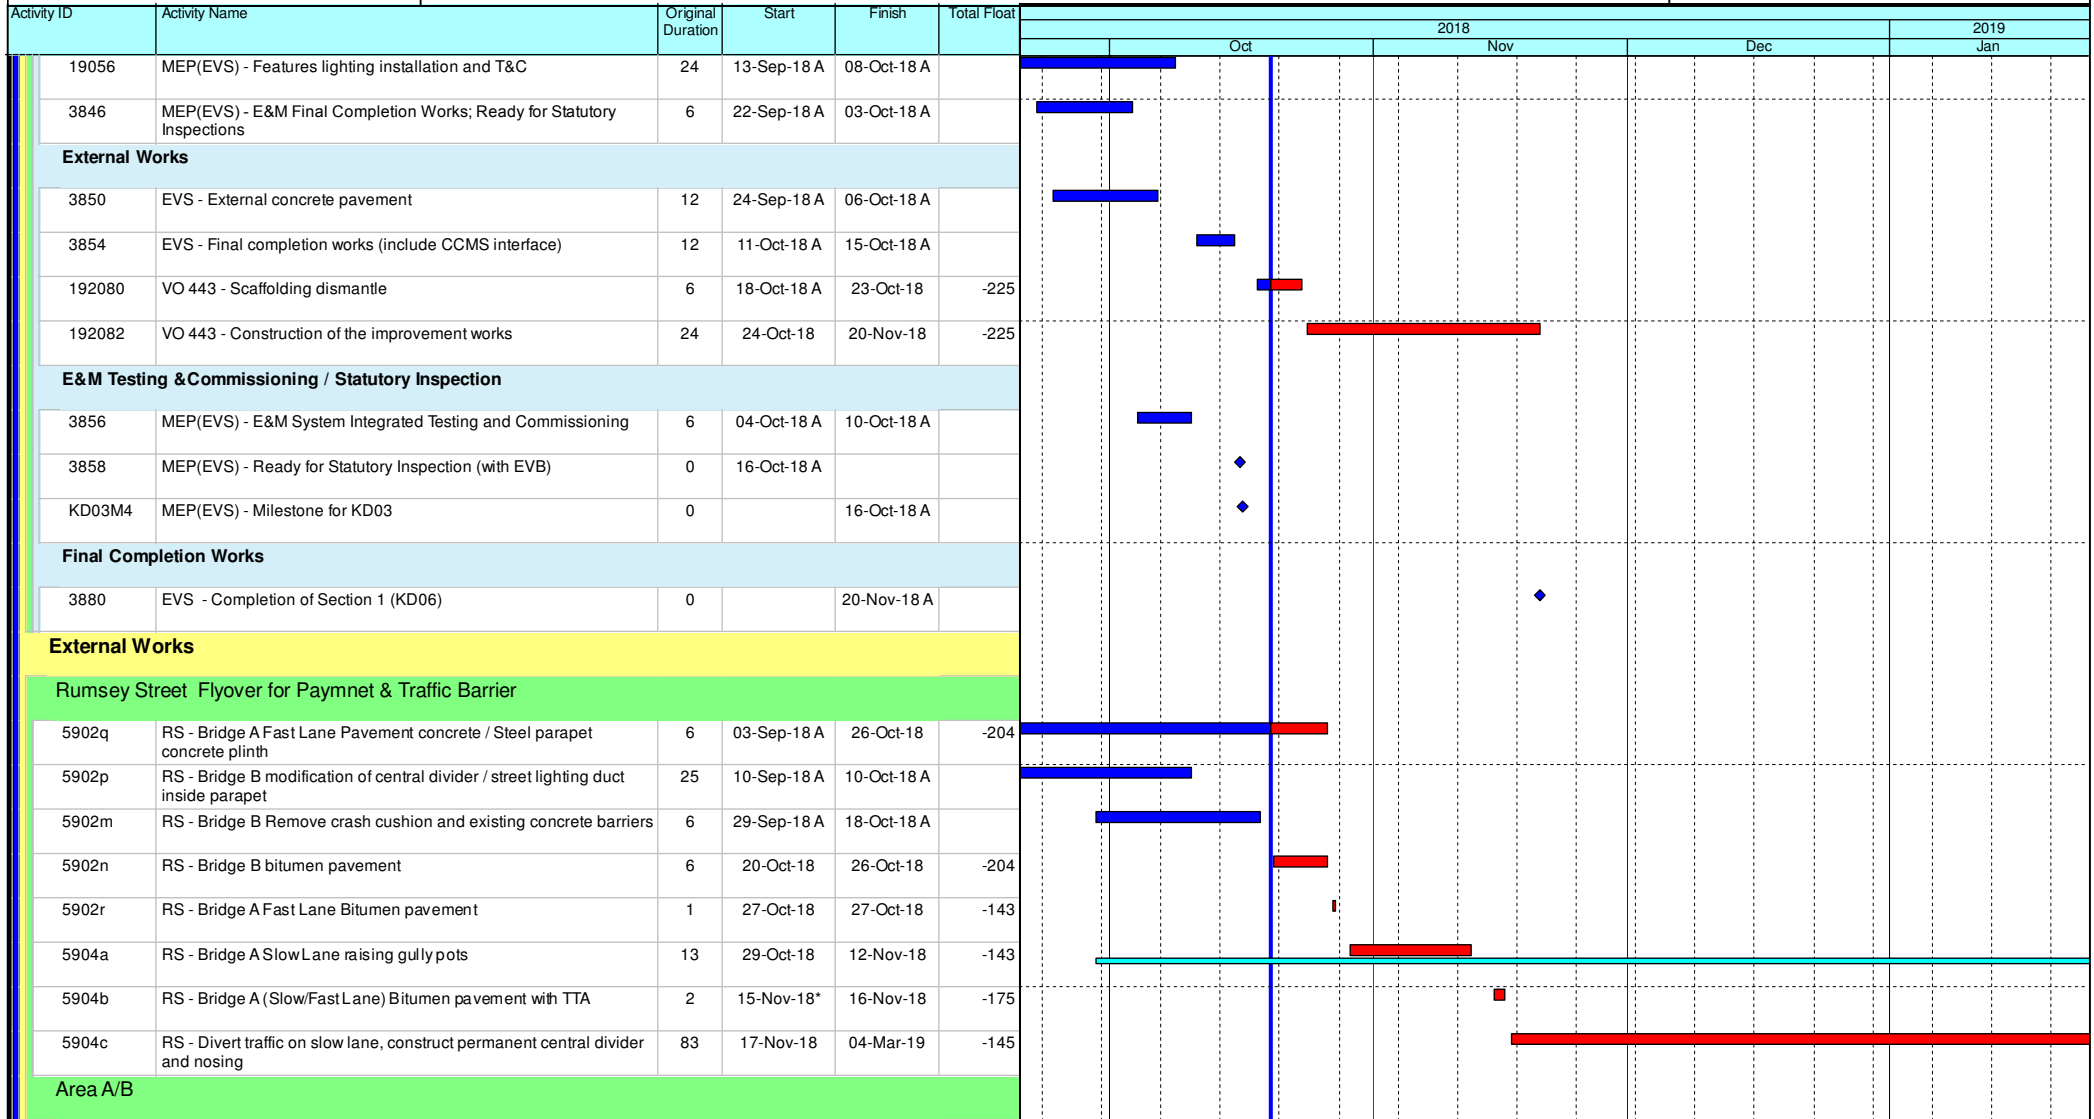 Activity ID Activity Name Original Duration Start Finish Total Float
2018 2019
Oct Nov Dec Jan
19056 MEP(EVS) - Features lighting installation and T&C 24 13-Sep-18 A 08-Oct-18 A
3846 MEP(EVS) - E&M Final Completion Works; Ready for Statutory Inspections 6 22-Sep-18 A 03-Oct-18 A
External Works
3850 EVS - External concrete pavement 12 24-Sep-18 A 06-Oct-18 A
3854 EVS - Final completion works (include CCMS interface) 12 11-Oct-18 A 15-Oct-18 A
192080 VO 443 - Scaffolding dismantle 6 18-Oct-18 A 23-Oct-18 -225
192082 VO 443 - Construction of the improvement works 24 24-Oct-18 20-Nov-18 -225
E&M Testing &Commissioning / Statutory Inspection
3856 MEP(EVS) - E&M System Integrated Testing and Commissioning 6 04-Oct-18 A 10-Oct-18 A
3858 MEP(EVS) - Ready for Statutory Inspection (with EVB) 0 16-Oct-18 A
KD03M4 MEP(EVS) - Milestone for KD03 0 16-Oct-18 A
Final Completion Works
3880 EVS - Completion of Section 1 (KD06) 0 20-Nov-18 A
External Works
Rumsey Street Flyover for Paymnet & Traffic Barrier
5902q RS - Bridge A Fast Lane Pavement concrete / Steel parapet concrete plinth 6 03-Sep-18 A 26-Oct-18 -204
5902p RS - Bridge B modification of central divider / street lighting duct inside parapet 25 10-Sep-18 A 10-Oct-18 A
5902m RS - Bridge B Remove crash cushion and existing concrete barriers 6 29-Sep-18 A 18-Oct-18 A
5902n RS - Bridge B bitumen pavement 6 20-Oct-18 26-Oct-18 -204
5902r RS - Bridge A Fast Lane Bitumen pavement 1 27-Oct-18 27-Oct-18 -143
5904a RS - Bridge A Slow Lane raising gully pots 13 29-Oct-18 12-Nov-18 -143
5904b RS - Bridge A (Slow/Fast Lane) Bitumen pavement with TTA 2 15-Nov-18* 16-Nov-18 -175
5904c RS - Divert traffic on slow lane, construct permanent central divider and nosing 83 17-Nov-18 04-Mar-19 -145
Area A/B